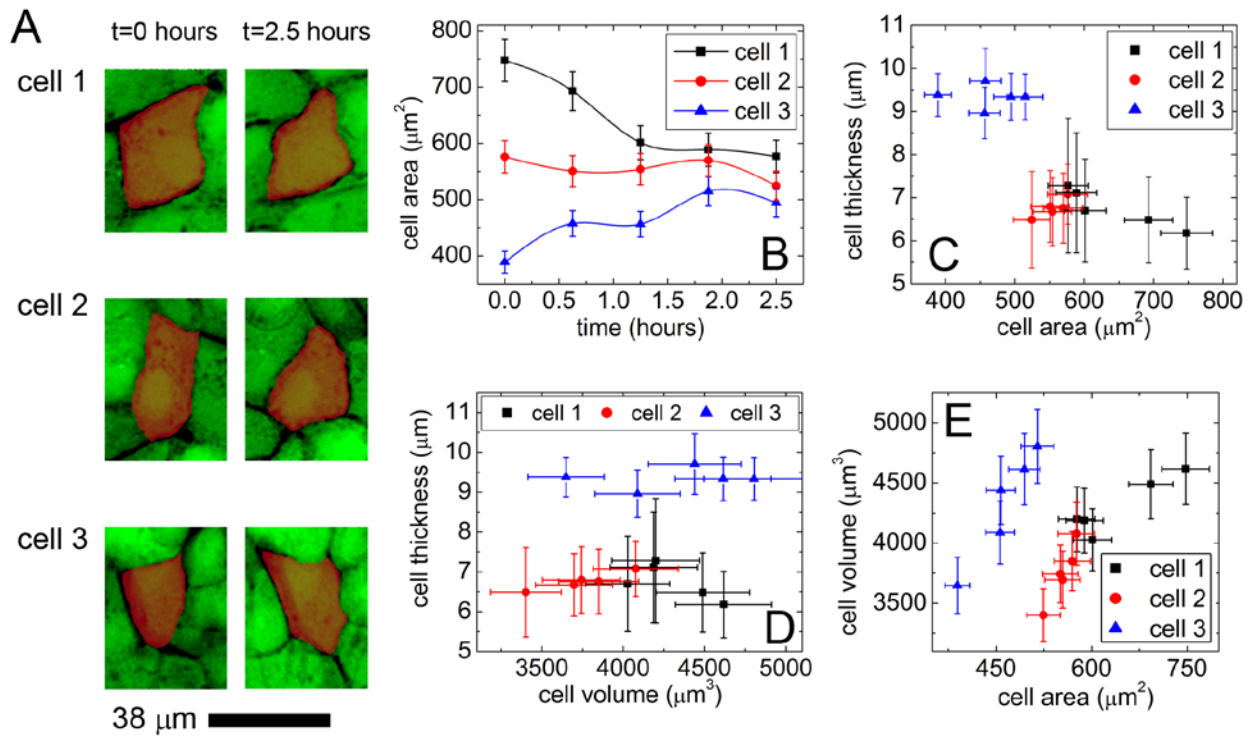 A
t=0 hours
t=2.5 hours
cell 1
cell 2
cell 3
38 μm
800
700
600
500
400
cell area (μm²)
0.0 0.5 1.0 1.5 2.0 2.5
time (hours)
cell 1
cell 2
cell 3
B
11
10
9
8
7
6
5
cell thickness (μm)
400 500 600 700 800
cell area (μm²)
cell 1
cell 2
cell 3
C
11
10
9
8
7
6
5
cell thickness (μm)
3500 4000 4500 5000
cell volume (μm³)
cell 1 cell 2 cell 3
D
5000
4500
4000
3500
cell volume (μm³)
450 600 750
cell area (μm²)
cell 1
cell 2
cell 3
E